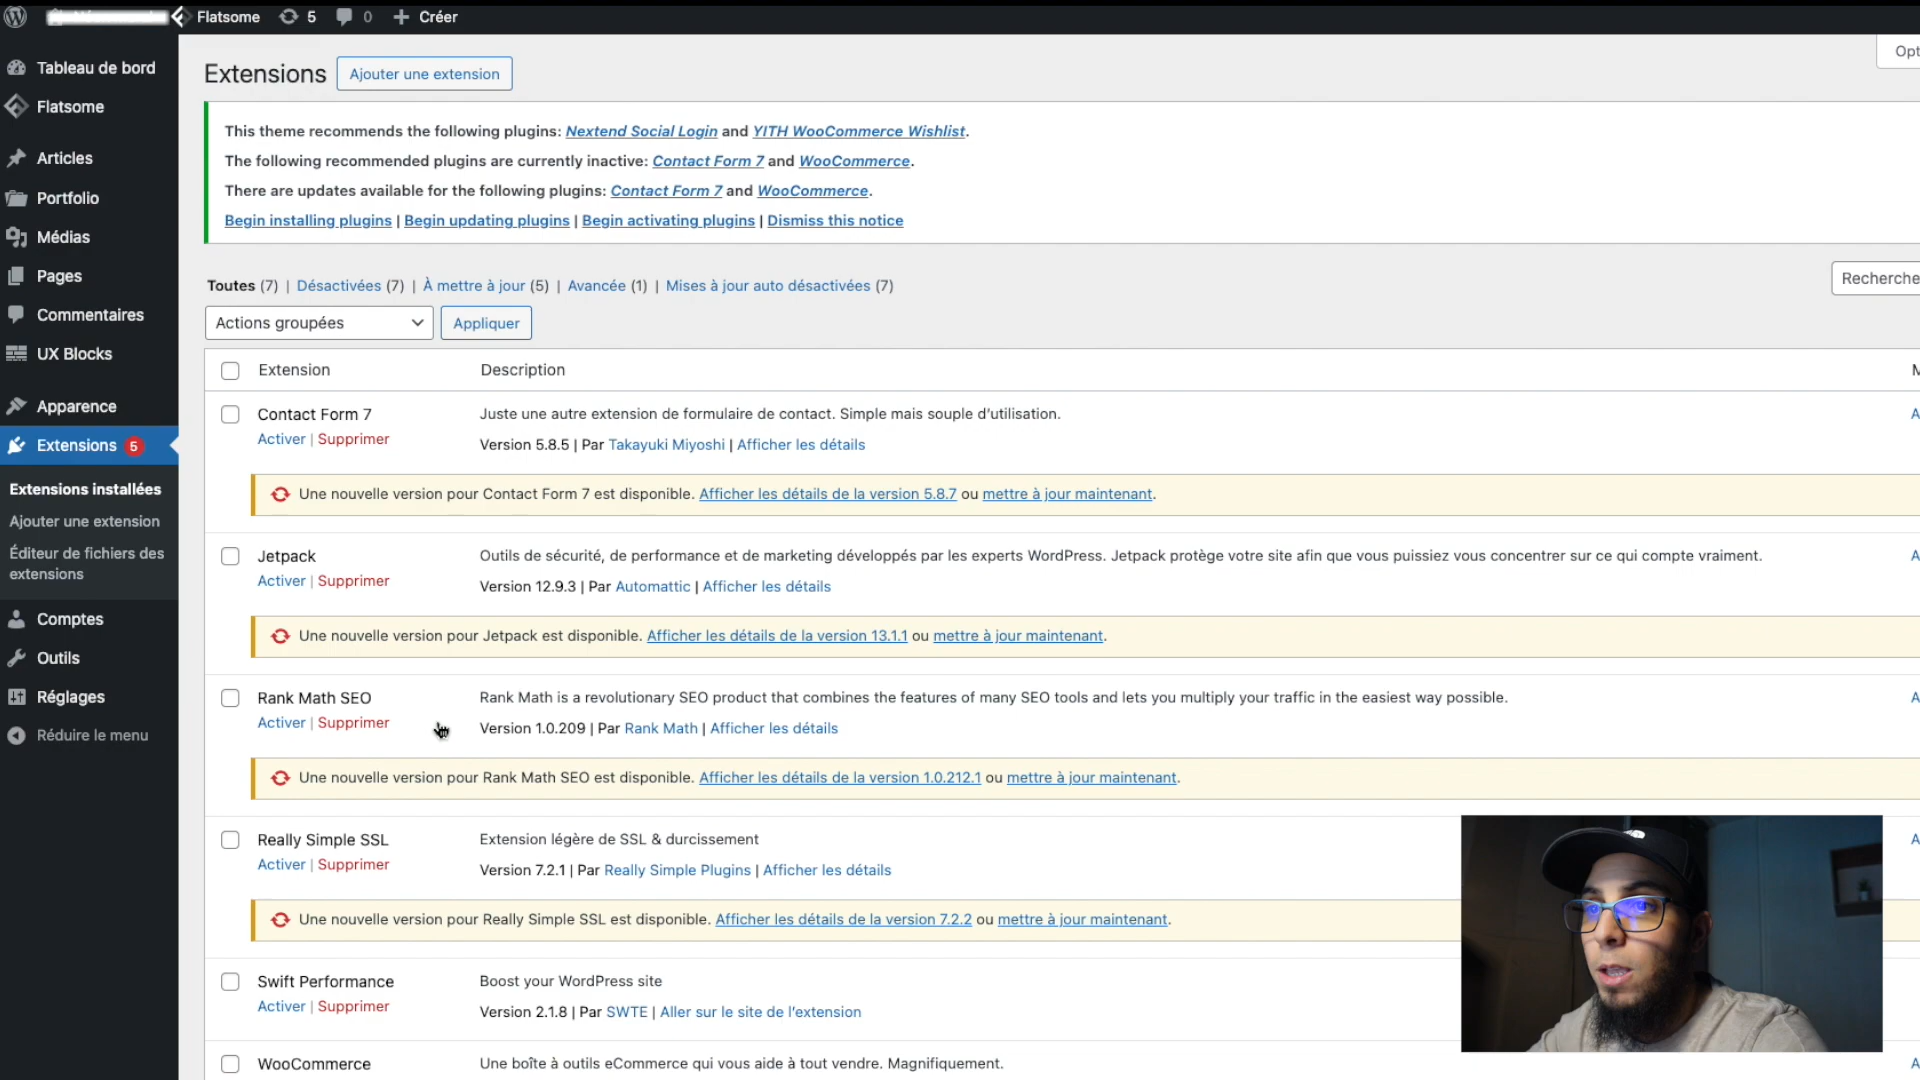 Flatsome 5 0 Créer
Opt
Tableau de bord
Flatsome
Articles
Portfolio
Médias
Pages
Commentaires
UX Blocks
Apparence
Extensions 5
Extensions installées
Ajouter une extension
Éditeur de fichiers des
extensions
Comptes
Outils
Réglages
Réduire le menu
Extensions Ajouter une extension
This theme recommends the following plugins: Nextend Social Login and YITH WooCommerce Wishlist.
The following recommended plugins are currently inactive: Contact Form 7 and WooCommerce.
There are updates available for the following plugins: Contact Form 7 and WooCommerce.
Begin installing plugins | Begin updating plugins | Begin activating plugins | Dismiss this notice
Toutes (7) | Désactivées (7) | À mettre à jour (5) | Avancée (1) | Mises à jour auto désactivées (7)
Recherche
Actions groupées Appliquer
Extension Description M
Contact Form 7 Juste une autre extension de formulaire de contact. Simple mais souple d'utilisation. A
Activer | Supprimer
Version 5.8.5 | Par Takayuki Miyoshi | Afficher les détails
Une nouvelle version pour Contact Form 7 est disponible. Afficher les détails de la version 5.8.7 ou mettre à jour maintenant.
Jetpack Outils de sécurité, de performance et de marketing développés par les experts WordPress. Jetpack protège votre site afin que vous puissiez vous concentrer sur ce qui compte vraiment. A
Activer | Supprimer
Version 12.9.3 | Par Automattic | Afficher les détails
Une nouvelle version pour Jetpack est disponible. Afficher les détails de la version 13.1.1 ou mettre à jour maintenant.
Rank Math SEO Rank Math is a revolutionary SEO product that combines the features of many SEO tools and lets you multiply your traffic in the easiest way possible. A
Activer | Supprimer
Version 1.0.209 | Par Rank Math | Afficher les détails
Une nouvelle version pour Rank Math SEO est disponible. Afficher les détails de la version 1.0.212.1 ou mettre à jour maintenant.
Really Simple SSL Extension légère de SSL & durcissement A
Activer | Supprimer
Version 7.2.1 | Par Really Simple Plugins | Afficher les détails
Une nouvelle version pour Really Simple SSL est disponible. Afficher les détails de la version 7.2.2 ou mettre à jour maintenant.
Swift Performance Boost your WordPress site
Activer | Supprimer
Version 2.1.8 | Par SWTE | Aller sur le site de l'extension
WooCommerce Une boîte à outils eCommerce qui vous aide à tout vendre. Magnifiquement. A